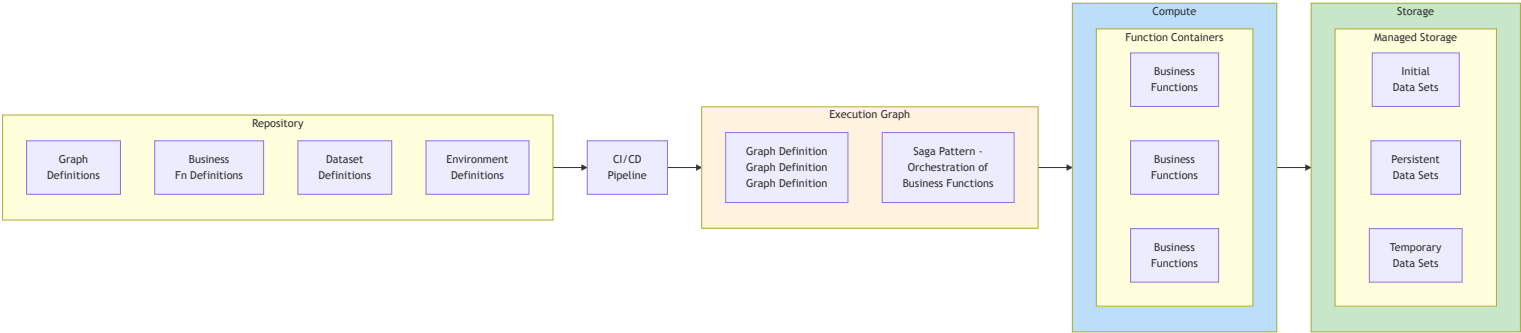 Repository
Graph
Definitions
Business
Fn Definitions
Dataset
Definitions
Environment
Definitions
CI/CD
Pipeline
Execution Graph
Graph Definition
Graph Definition
Graph Definition
Saga Pattern -
Orchestration of
Business Functions
Compute
Function Containers
Business
Functions
Business
Functions
Business
Functions
Storage
Managed Storage
Initial
Data Sets
Persistent
Data Sets
Temporary
Data Sets